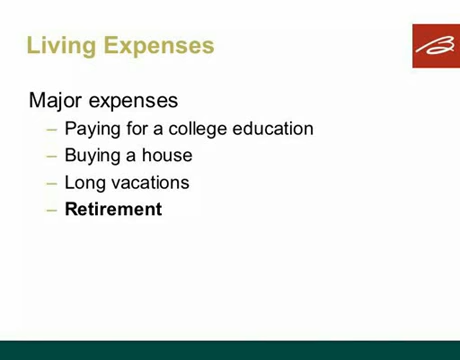 Living Expenses
Major expenses
– Paying for a college education
– Buying a house
– Long vacations
– Retirement